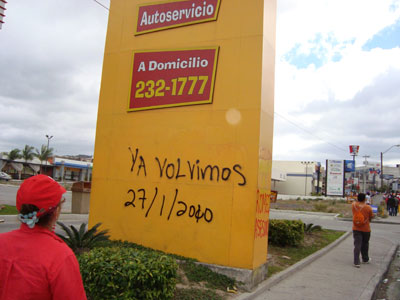 Autoservicio
A Domicilio
232-1777
YA VOLVIMOS
27/1/2010